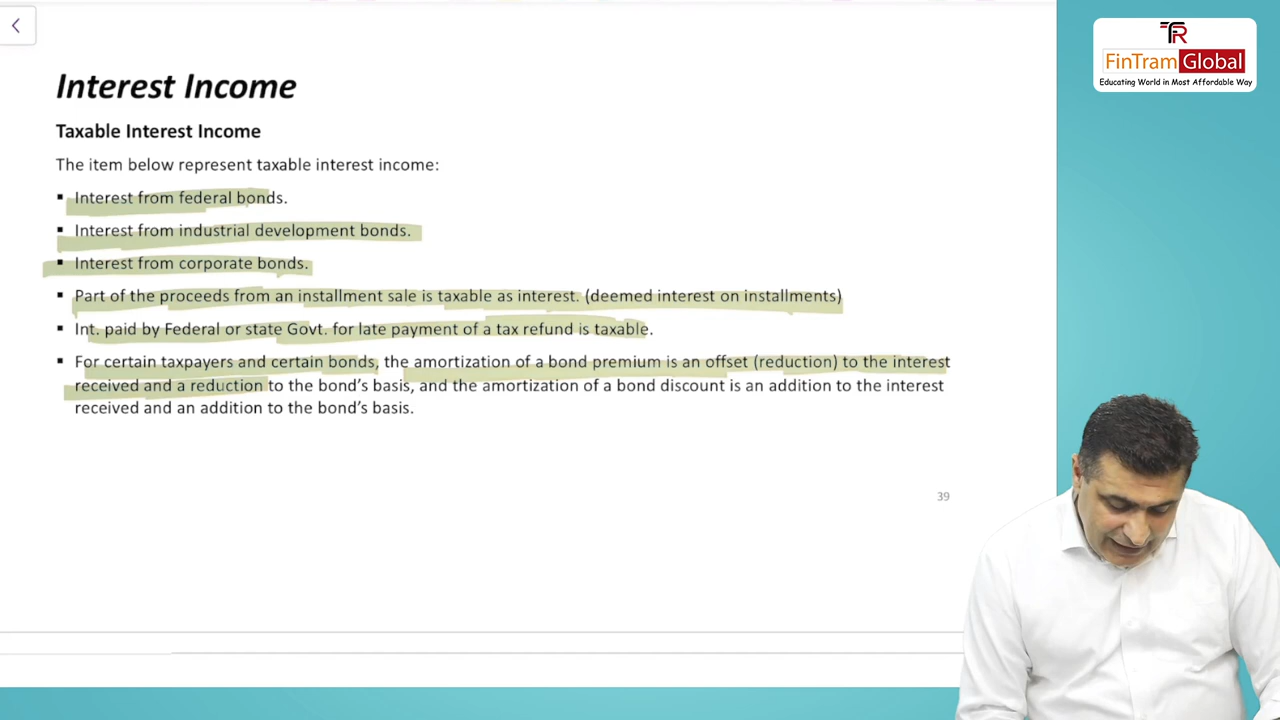 Interest Income
Taxable Interest Income
The item below represent taxable interest income:
▪ Interest from federal bonds.
▪ Interest from industrial development bonds.
▪ Interest from corporate bonds.
▪ Part of the proceeds from an installment sale is taxable as interest. (deemed interest on installments)
▪ Int. paid by Federal or state Govt. for late payment of a tax refund is taxable.
▪ For certain taxpayers and certain bonds, the amortization of a bond premium is an offset (reduction) to the interest
received and a reduction to the bond's basis, and the amortization of a bond discount is an addition to the interest
received and an addition to the bond's basis.
39
FinTram Global
Educating World in Most Affordable Way